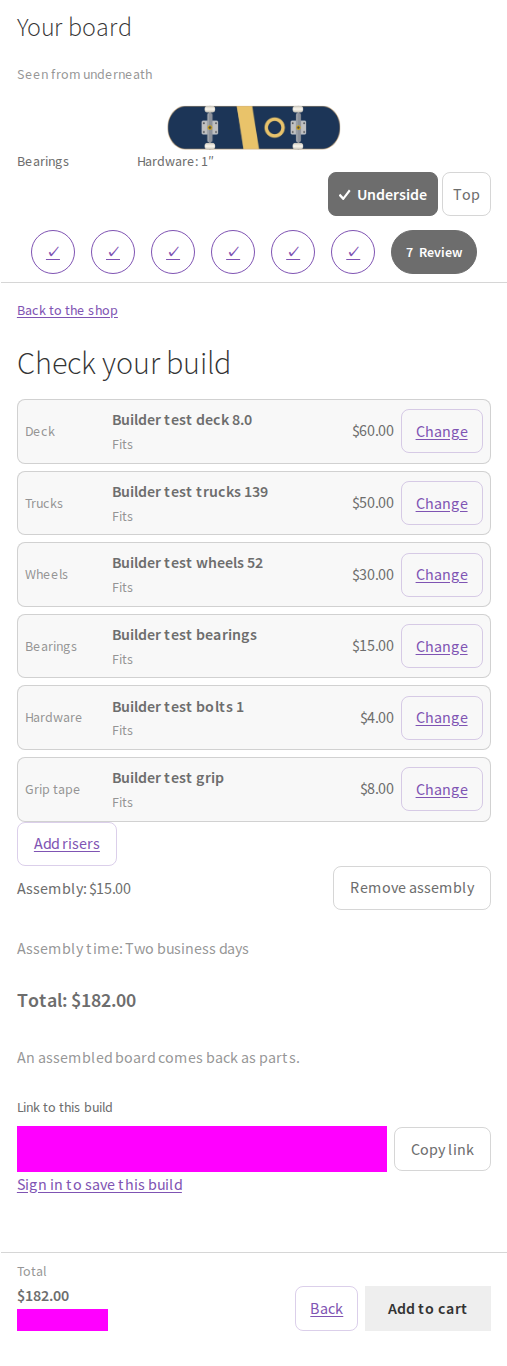 Your board
Seen from underneath
Bearings Hardware: 1″
✓ Underside Top
✓ ✓ ✓ ✓ ✓ ✓ 7 Review
Back to the shop
Check your build
Deck Builder test deck 8.0 $60.00 Change
Fits
Trucks Builder test trucks 139 $50.00 Change
Fits
Wheels Builder test wheels 52 $30.00 Change
Fits
Bearings Builder test bearings $15.00 Change
Fits
Hardware Builder test bolts 1 $4.00 Change
Fits
Grip tape Builder test grip $8.00 Change
Fits
Add risers
Assembly: $15.00 Remove assembly
Assembly time: Two business days
Total: $182.00
An assembled board comes back as parts.
Link to this build
Copy link
Sign in to save this build
Total
$182.00
Back Add to cart